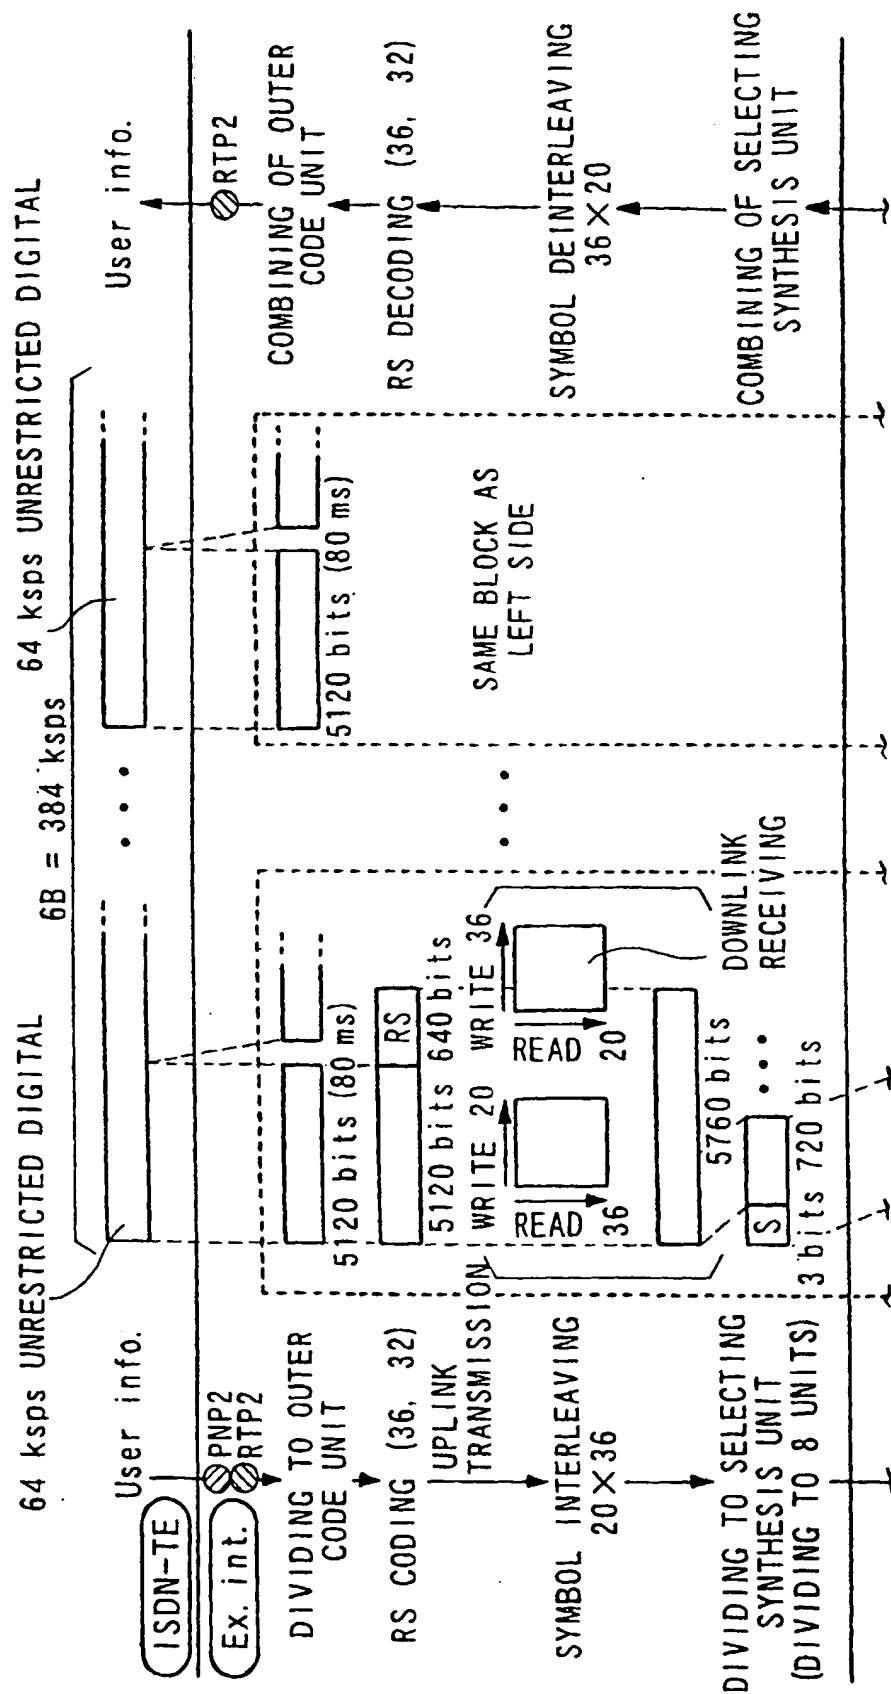 64 ksps UNRESTRICTED DIGITAL
6B = 384 ksps
64 ksps UNRESTRICTED DIGITAL
User info.
User info.
ISDN-TE
Ex. int.
PNP2
RTP2
RTP2
DIVIDING TO OUTER
CODE UNIT
5120 bits (80 ms)
5120 bits (80 ms)
COMBINING OF OUTER
CODE UNIT
RS CODING (36, 32)
RS
5120 bits
640 bits
RS DECODING (36, 32)
UPLINK
TRANSMISSION
WRITE 20
READ
36
WRITE 36
READ
20
SAME BLOCK AS
LEFT SIDE
SYMBOL INTERLEAVING
20×36
SYMBOL DEINTERLEAVING
36×20
5760 bits
DOWNLINK
RECEIVING
DIVIDING TO SELECTING
SYNTHESIS UNIT
(DIVIDING TO 8 UNITS)
S
3 bits
720 bits
COMBINING OF SELECTING
SYNTHESIS UNIT